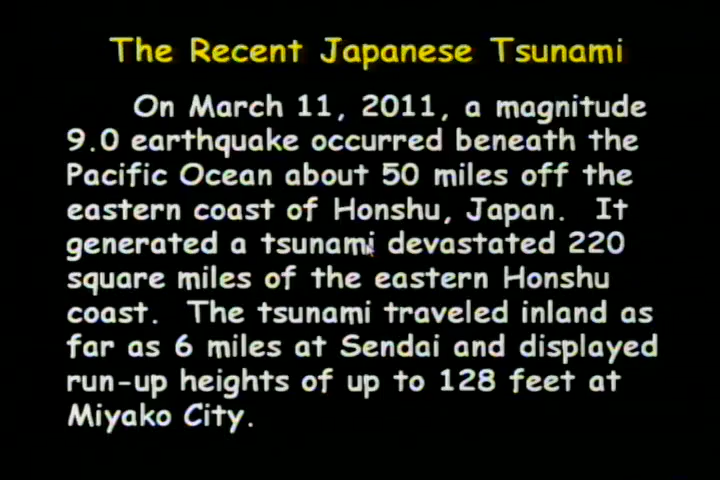 The Recent Japanese Tsunami
On March 11, 2011, a magnitude
9.0 earthquake occurred beneath the
Pacific Ocean about 50 miles off the
eastern coast of Honshu, Japan. It
generated a tsunami devastated 220
square miles of the eastern Honshu
coast. The tsunami traveled inland as
far as 6 miles at Sendai and displayed
run-up heights of up to 128 feet at
Miyako City.